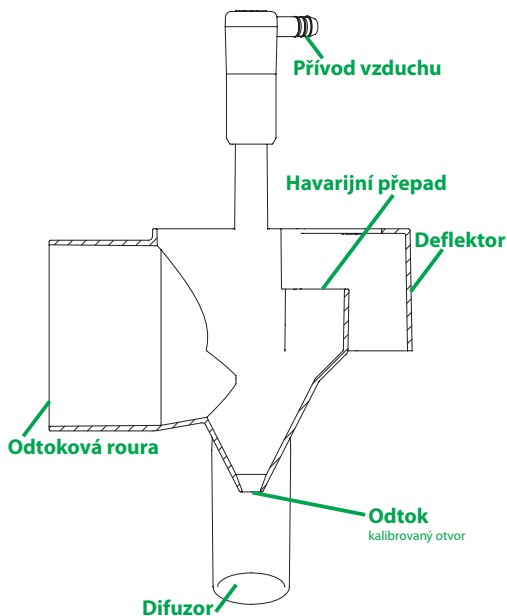 Přívod vzduchu
Havarijní přepad
Deflektor
Odtoková roura
Odtok
kalibrovaný otvor
Difuzor